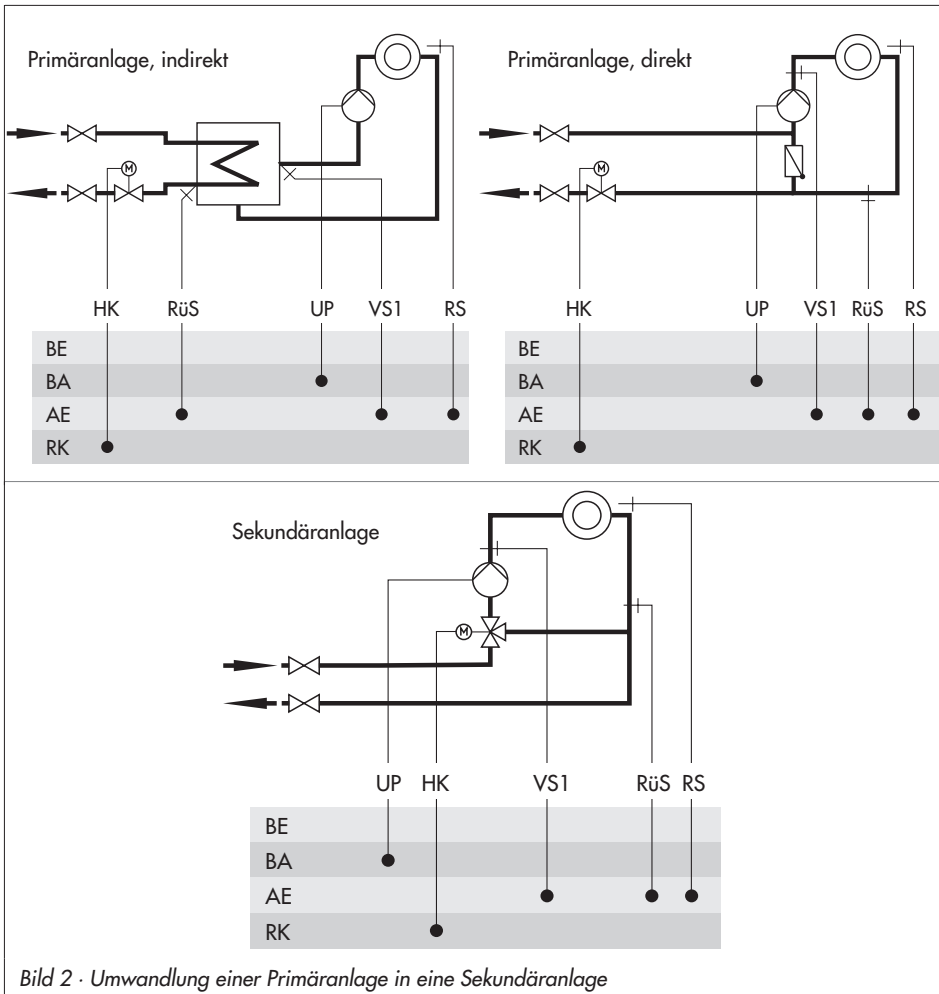 Primäranlage, indirekt
M
HK RüS UP VS1 RS
BE
BA
AE
RK
Primäranlage, direkt
M
HK UP VS1 RüS RS
BE
BA
AE
RK
Sekundäranlage
M
UP HK VS1 RüS RS
BE
BA
AE
RK
Bild 2 · Umwandlung einer Primäranlage in eine Sekundäranlage